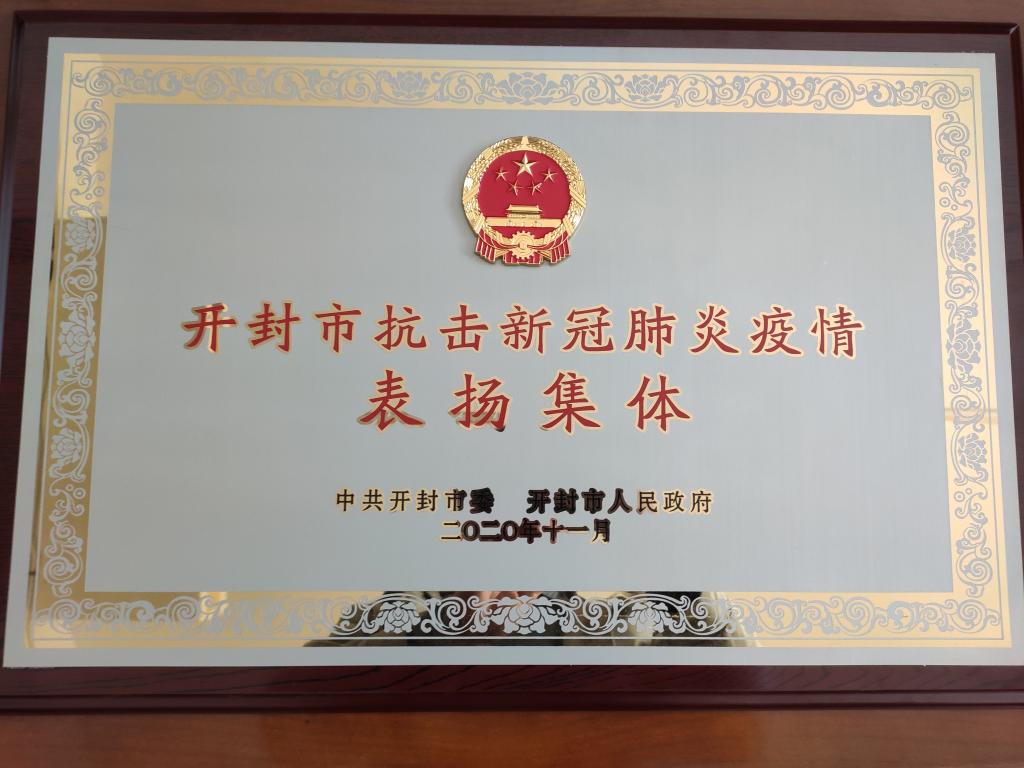 开封市抗击新冠肺炎疫情
表扬集体
中共开封市委 开封市人民政府
二〇二〇年十一月